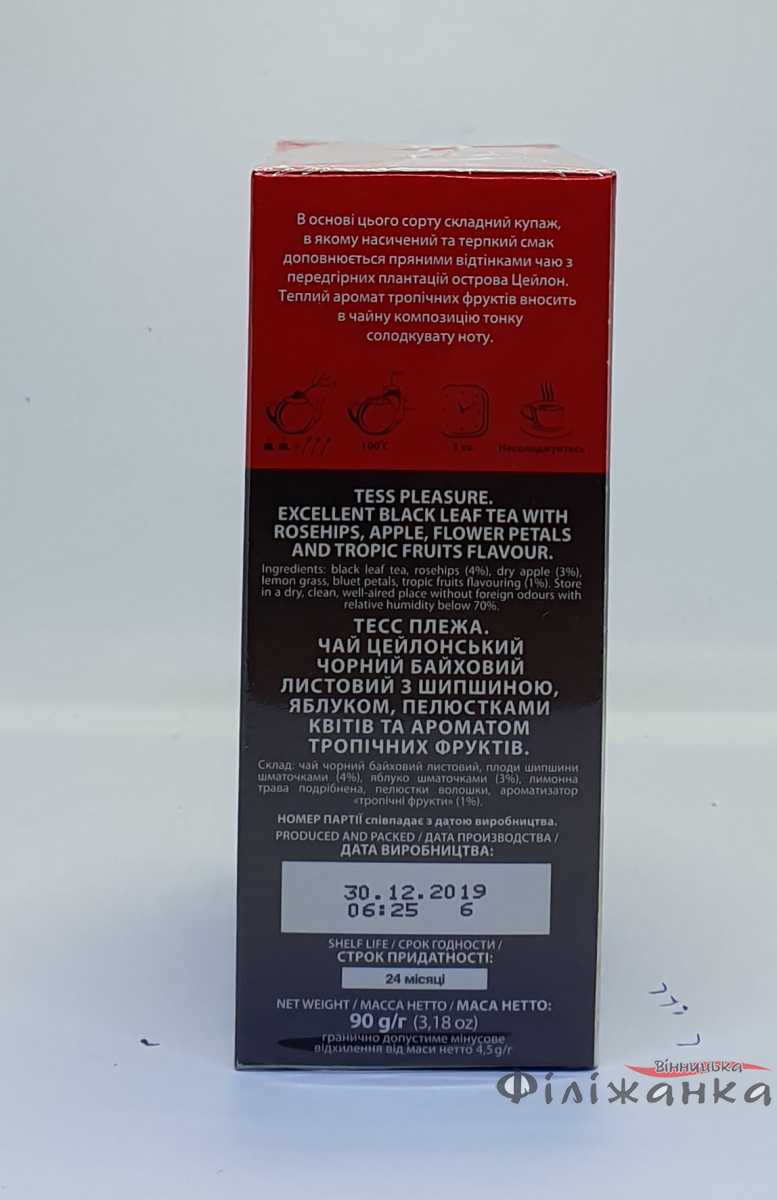 В основі цього сорту складний купаж,
в якому насичений та терпкий смак
доповнюється пряними відтінками чаю з
передгірних плантацій острова Цейлон.
Теплий аромат тропічних фруктів вносить
в чайну композицію тонку
солодкувату ноту.
100°C
Насолоджуйтесь
TESS PLEASURE.
EXCELLENT BLACK LEAF TEA WITH
ROSEHIPS, APPLE, FLOWER PETALS
AND TROPIC FRUITS FLAVOUR.
Ingredients: black leaf tea, rosehips (4%), dry apple (3%),
lemon grass, bluet petals, tropic fruits flavouring (1%). Store
in a dry, clean, well-aired place without foreign odours with
relative humidity below 70%.
ТЕСС ПЛЕЖА.
ЧАЙ ЦЕЙЛОНСЬКИЙ
ЧОРНИЙ БАЙХОВИЙ
ЛИСТОВИЙ З ШИПШИНОЮ,
ЯБЛУКОМ, ПЕЛЮСТКАМИ
КВІТІВ ТА АРОМАТОМ
ТРОПІЧНИХ ФРУКТІВ.
Склад: чай чорний байховий листовий, плоди шипшини
шматочками (4%), яблуко шматочками (3%), лимонна
трава подрібнена, пелюстки волошки, ароматизатор
«тропічні фрукти» (1%).
НОМЕР ПАРТІЇ співпадає з датою виробництва.
PRODUCED AND PACKED / ДАТА ПРОИЗВОДСТВА /
ДАТА ВИРОБНИЦТВА:
30.12.2019
06:25 6
SHELF LIFE / СРОК ГОДНОСТИ /
СТРОК ПРИДАТНОСТІ:
24 місяці
NET WEIGHT / МАССА НЕТТО / МАСА НЕТТО:
90 g/г (3,18 oz)
гранично допустиме мінусове
відхилення від маси нетто 4,5 g/г
Вінницька
Філіжанка